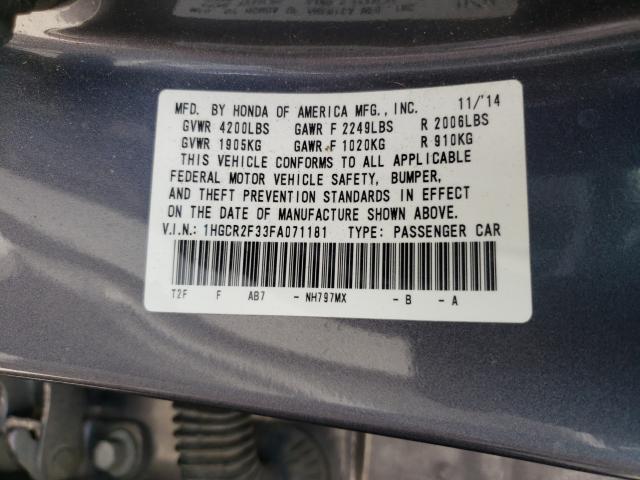 MFD. BY HONDA OF AMERICA MFG., INC. 11/'14
GVWR 4200LBS GAWR F 2249LBS R 2006LBS
GVWR 1905KG GAWR F 1020KG R 910KG
THIS VEHICLE CONFORMS TO ALL APPLICABLE
FEDERAL MOTOR VEHICLE SAFETY, BUMPER,
AND THEFT PREVENTION STANDARDS IN EFFECT
ON THE DATE OF MANUFACTURE SHOWN ABOVE.
V.I.N.: 1HGCR2F33FA071181 TYPE: PASSENGER CAR
T2F F AB7 - NH797MX - B - A